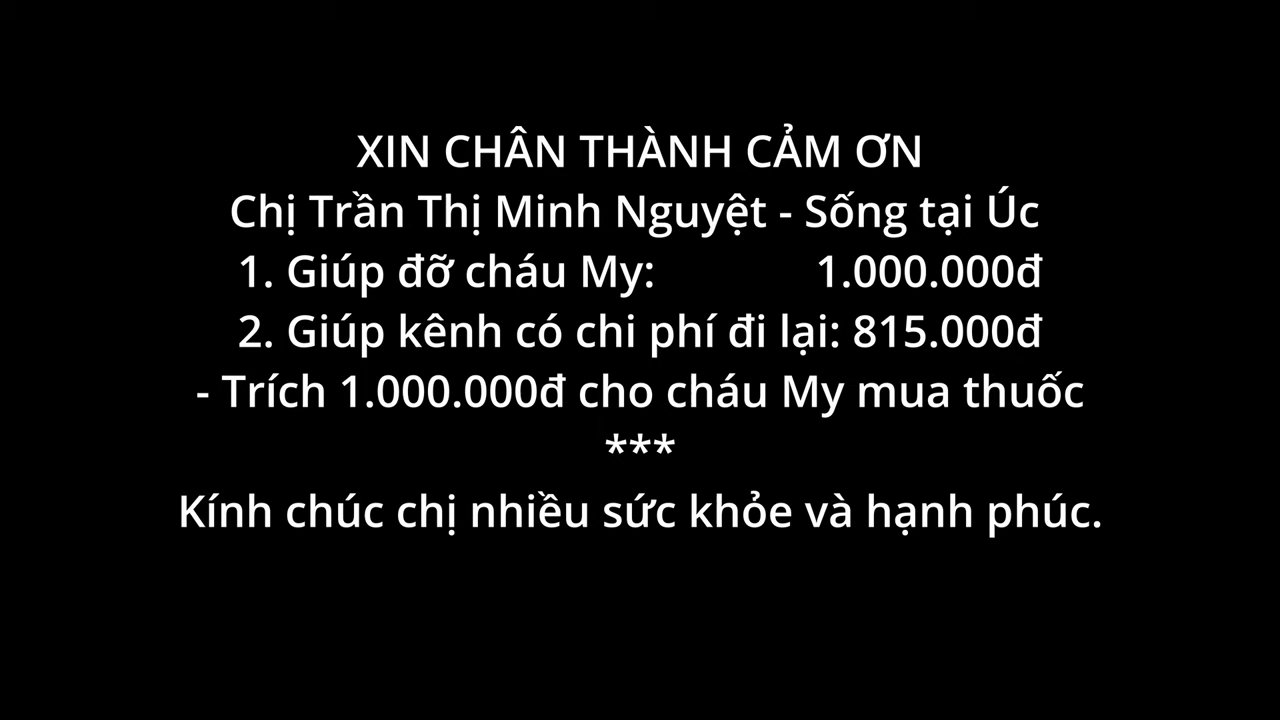 XIN CHÂN THÀNH CẢM ƠN
Chị Trần Thị Minh Nguyệt - Sống tại Úc
1. Giúp đỡ cháu My: 1.000.000đ
2. Giúp kênh có chi phí đi lại: 815.000đ
- Trích 1.000.000đ cho cháu My mua thuốc
***
Kính chúc chị nhiều sức khỏe và hạnh phúc.